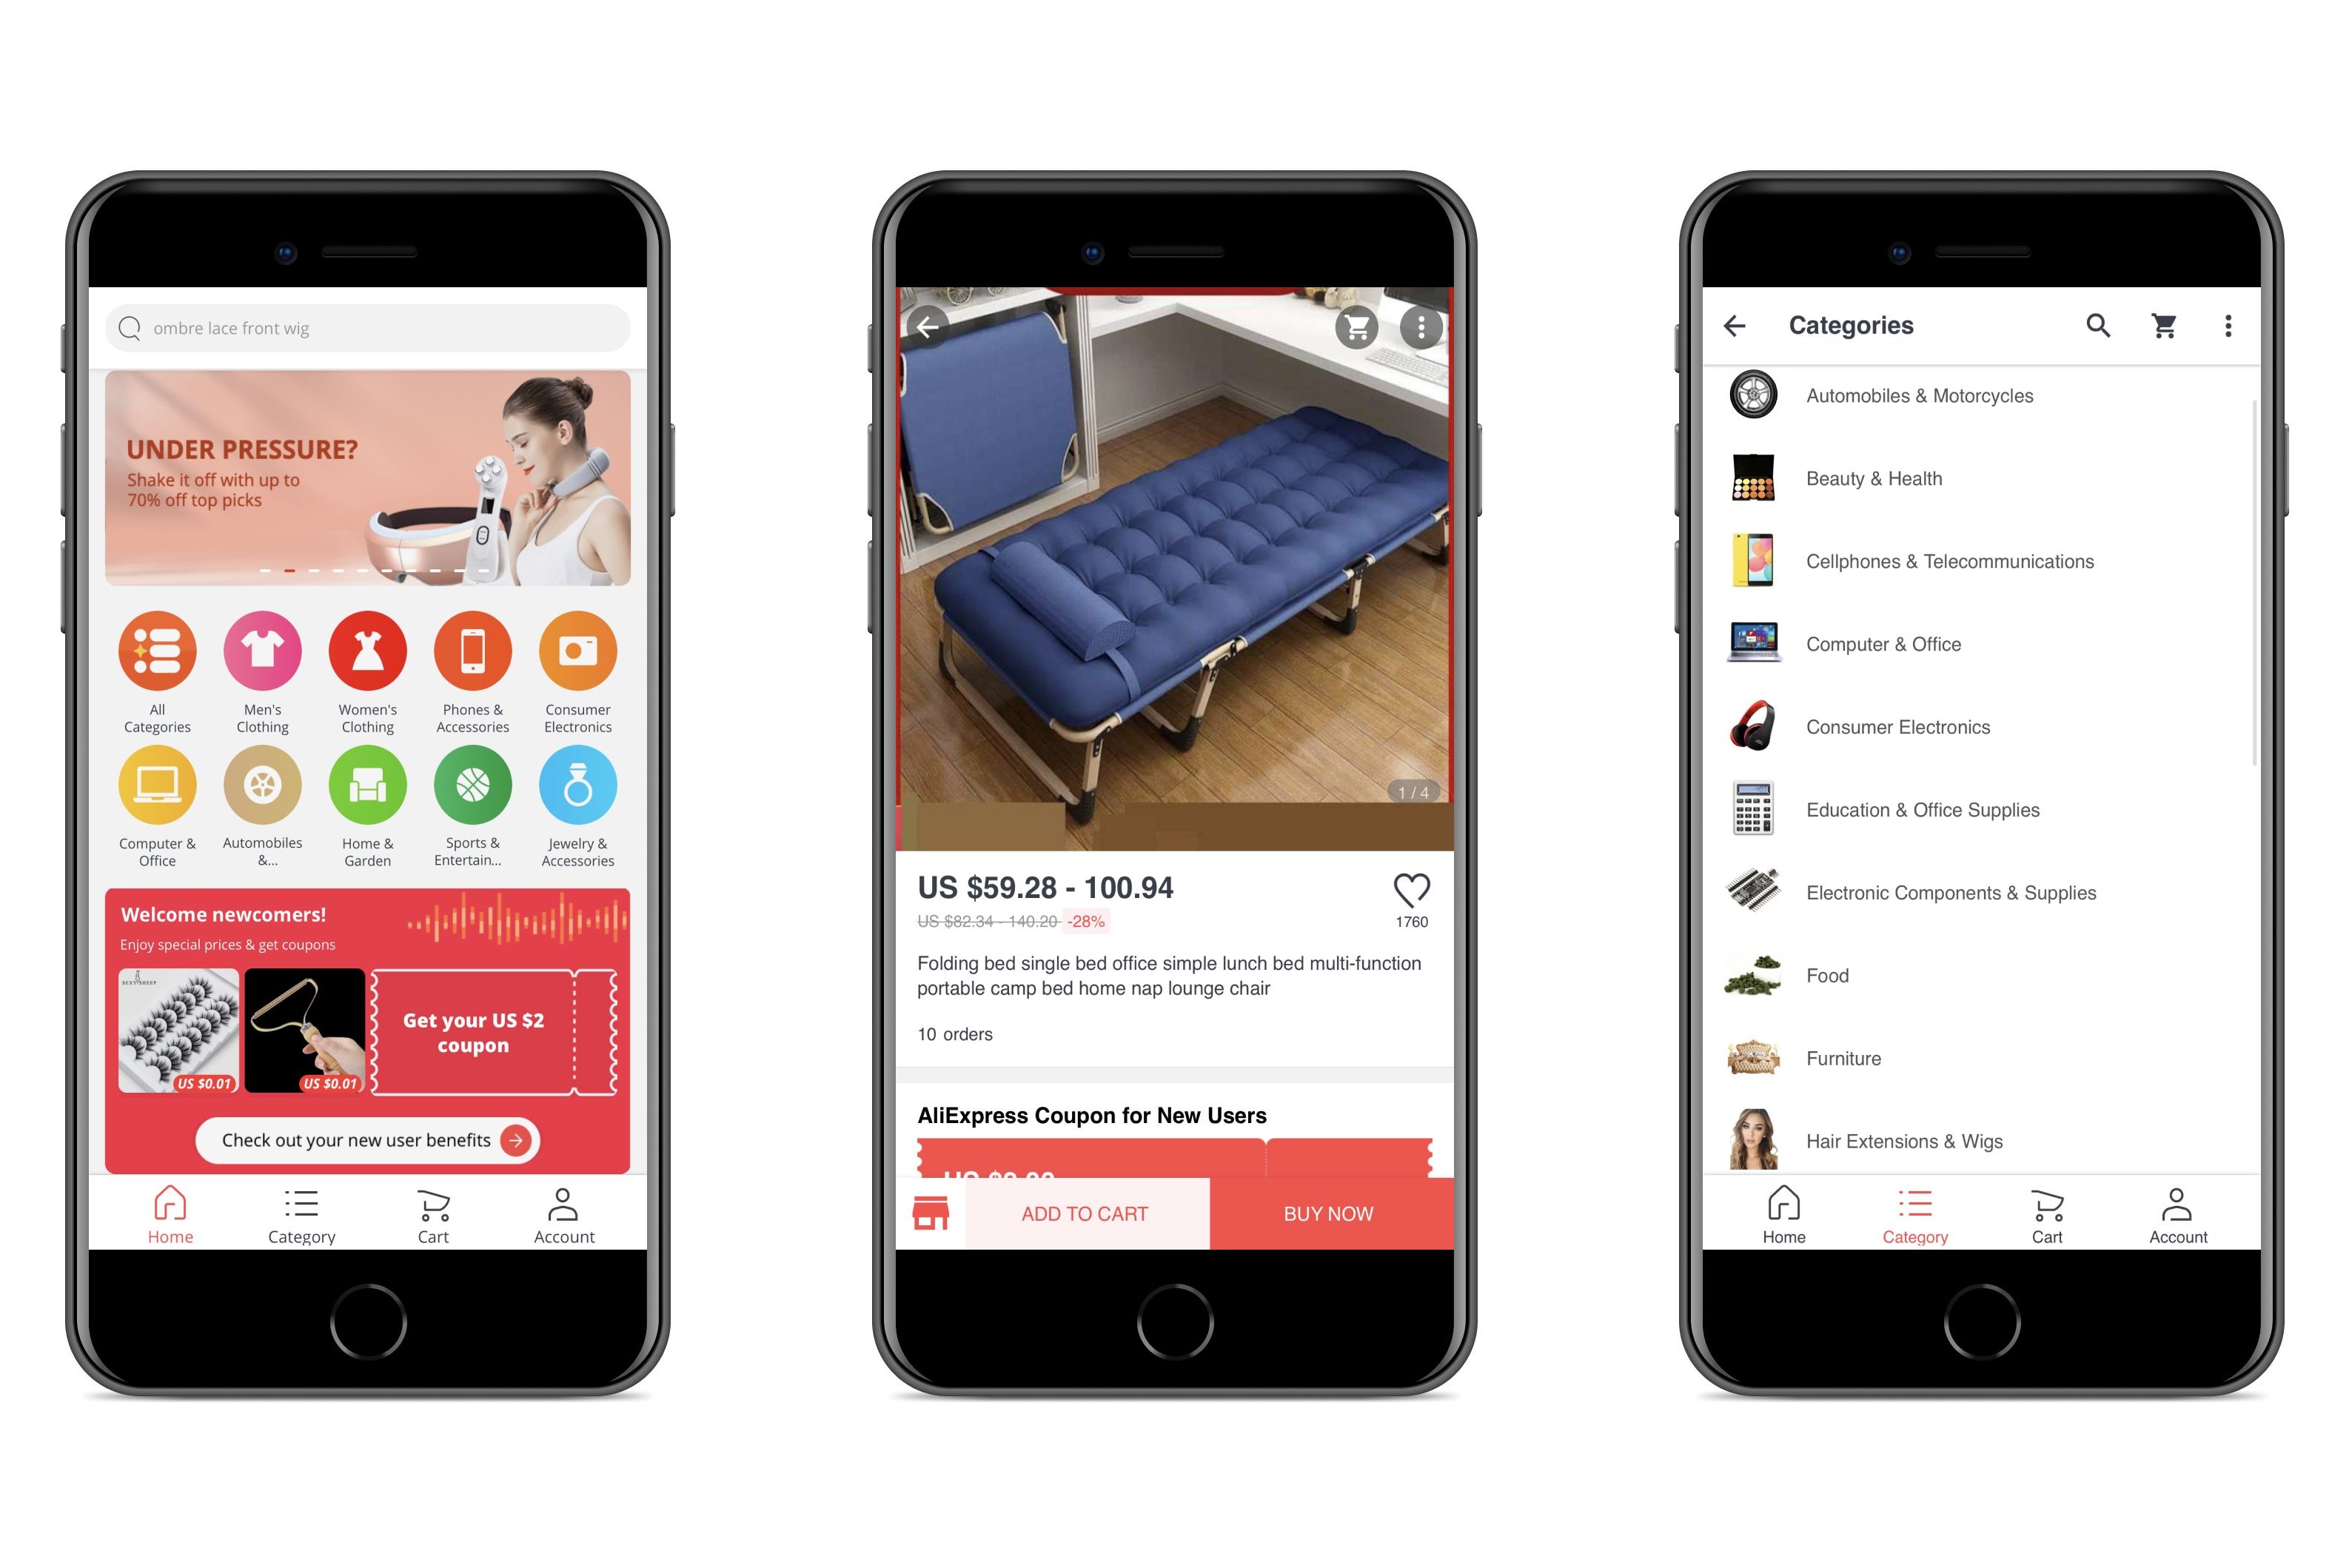 ombre lace front wig
UNDER PRESSURE?
Shake it off with up to
70% off top picks
All
Categories
Men's
Clothing
Women's
Clothing
Phones &
Accessories
Consumer
Electronics
Computer &
Office
Automobiles
&...
Home &
Garden
Sports &
Entertain...
Jewelry &
Accessories
Welcome newcomers!
Enjoy special prices & get coupons
SEXY SHEEP
US $0.01
US $0.01
Get your US $2
coupon
Check out your new user benefits
Home
Category
Cart
Account
1 / 4
US $59.28 - 100.94
US $82.34 - 140.20 -28%
1760
Folding bed single bed office simple lunch bed multi-function
portable camp bed home nap lounge chair
10 orders
AliExpress Coupon for New Users
ADD TO CART
BUY NOW
Categories
Automobiles & Motorcycles
Beauty & Health
Cellphones & Telecommunications
Computer & Office
Consumer Electronics
Education & Office Supplies
Electronic Components & Supplies
Food
Furniture
Hair Extensions & Wigs
Home
Category
Cart
Account